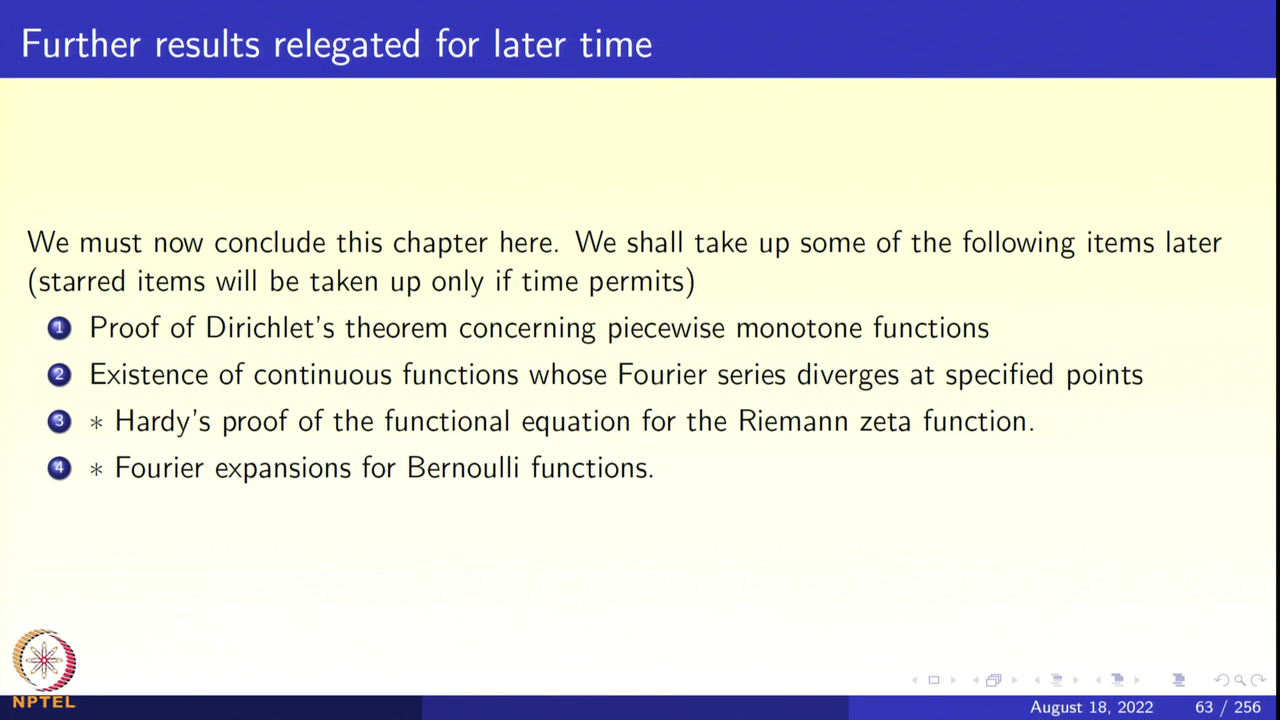 Further results relegated for later time
We must now conclude this chapter here. We shall take up some of the following items later
(starred items will be taken up only if time permits)
1 Proof of Dirichlet's theorem concerning piecewise monotone functions
2 Existence of continuous functions whose Fourier series diverges at specified points
3 * Hardy's proof of the functional equation for the Riemann zeta function.
4 * Fourier expansions for Bernoulli functions.
NPTEL
August 18, 2022 63 / 256